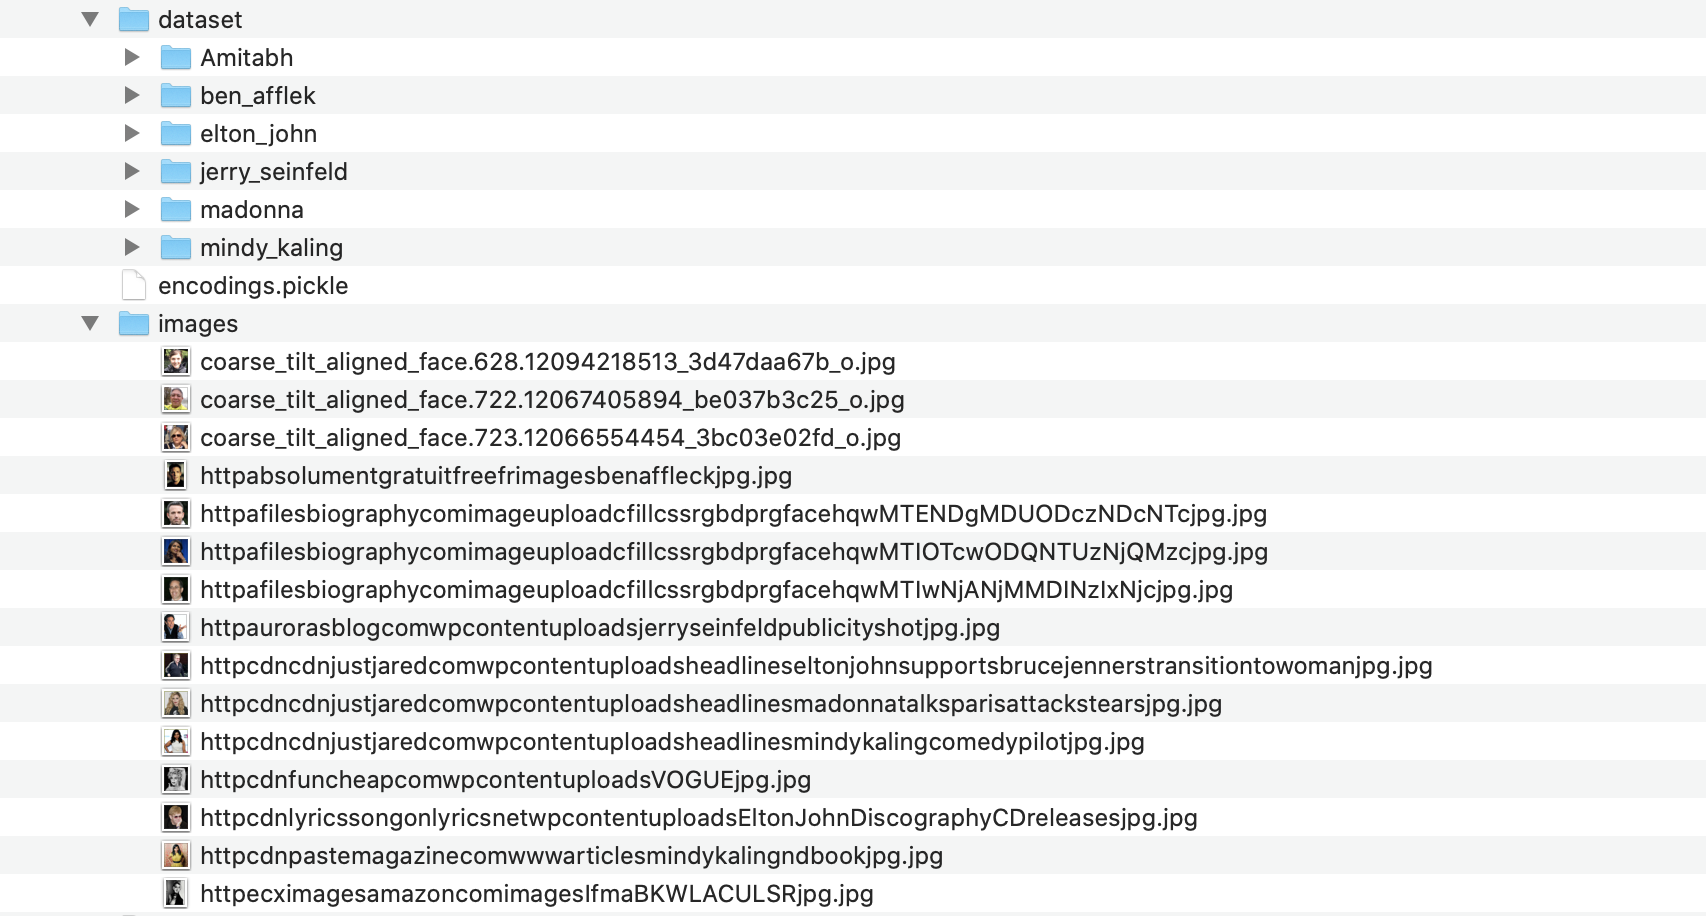 dataset
Amitabh
ben_afflek
elton_john
jerry_seinfeld
madonna
mindy_kaling
encodings.pickle
images
coarse_tilt_aligned_face.628.12094218513_3d47daa67b_o.jpg
coarse_tilt_aligned_face.722.12067405894_be037b3c25_o.jpg
coarse_tilt_aligned_face.723.12066554454_3bc03e02fd_o.jpg
httpabsolumentgratuitfreefrimagesbenaffleckjpg.jpg
httpafilesbiographycomimageuploadcfillcssrgbdprgfacehqwMTENDgMDUODczNDcNTcjpg.jpg
httpafilesbiographycomimageuploadcfillcssrgbdprgfacehqwMTIOTcwODQNTUzNjQMzcjpg.jpg
httpafilesbiographycomimageuploadcfillcssrgbdprgfacehqwMTIwNjANjMMDINzIxNjcjpg.jpg
httpaurorasblogcomwpcontentuploadsjerryseinfeldpublicityshotjpg.jpg
httpcdncdnjustjaredcomwpcontentuploadsheadlineseltonjohnsupportsbrucejennerstransitiontowomanjpg.jpg
httpcdncdnjustjaredcomwpcontentuploadsheadlinesmadonnatalksparisattackstearsjpg.jpg
httpcdncdnjustjaredcomwpcontentuploadsheadlinesmindykalingcomedypilotjpg.jpg
httpcdnfuncheapcomwpcontentuploadsVOGUEjpg.jpg
httpcdnlyricssongonlyricsnetwpcontentuploadsEltonJohnDiscographyCDreleasesjpg.jpg
httpcdnpastemagazinecomwwwarticlesmindykalingndbookjpg.jpg
httpecximagesamazoncomimagesIfmaBKWLACULSRjpg.jpg